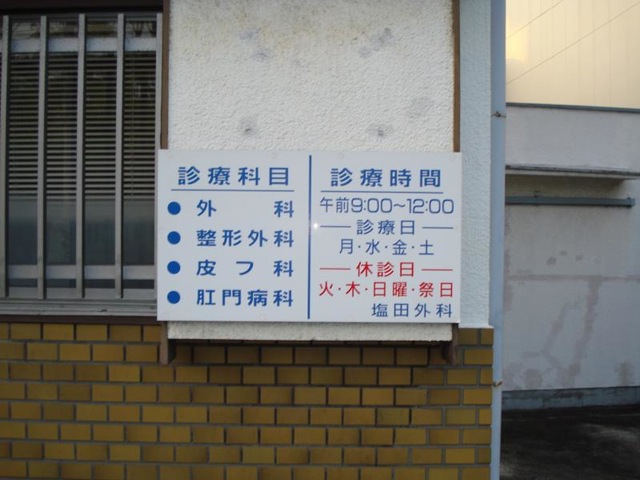 診療科目
● 外　科
● 整形外科
● 皮フ科
● 肛門病科
診療時間
午前9:00～12:00
診療日
月・水・金・土
休診日
火・木・日曜・祭日
塩田外科